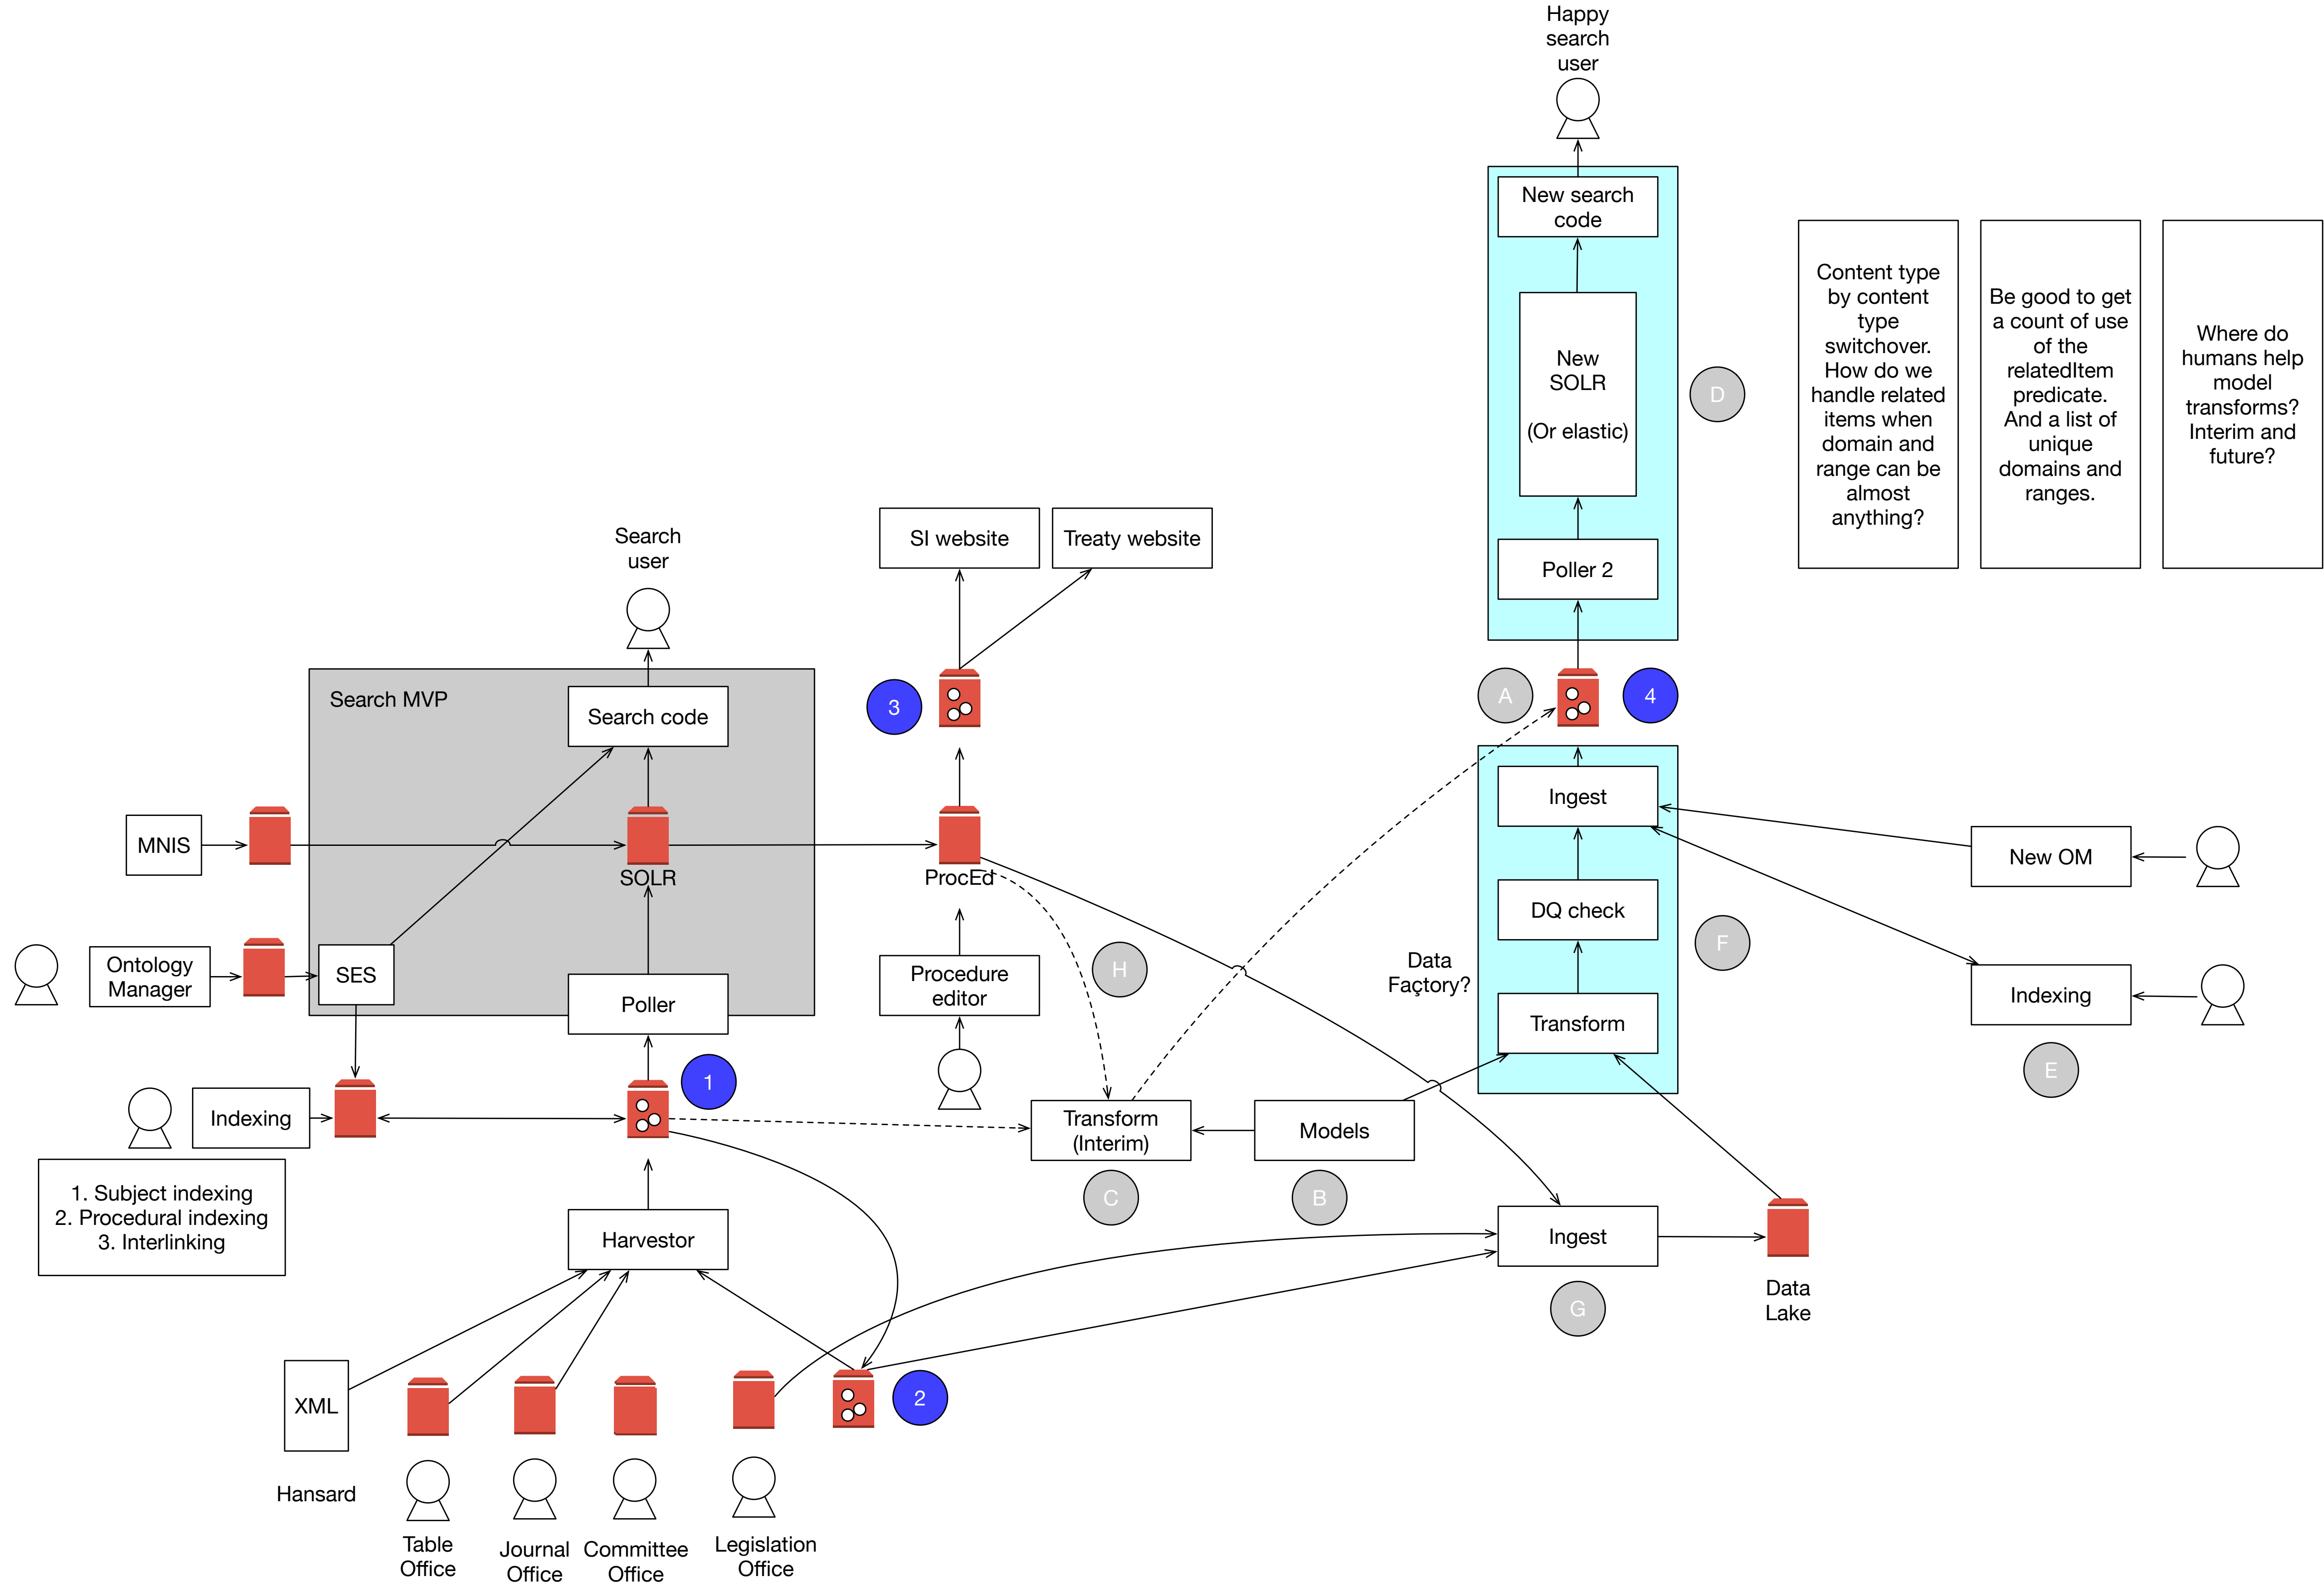 Happy
search
user
New search
code
New
SOLR
(Or elastic)
D
Poller 2
Content type
by content
type
switchover.
How do we
handle related
items when
domain and
range can be
almost
anything?
Be good to get
a count of use
of the
relatedItem
predicate.
And a list of
unique
domains and
ranges.
Where do
humans help
model
transforms?
Interim and
future?
Search
user
SI website
Treaty website
Search MVP
Search code
3
A
4
MNIS
SOLR
ProcEd
Ingest
New OM
DQ check
Ontology
Manager
SES
Poller
Procedure
editor
H
Data
Façtory?
F
Transform
Indexing
E
1
Indexing
Transform
(Interim)
Models
C
B
1. Subject indexing
2. Procedural indexing
3. Interlinking
Harvestor
Ingest
G
Data
Lake
XML
2
Hansard
Table
Office
Journal
Office
Committee
Office
Legislation
Office